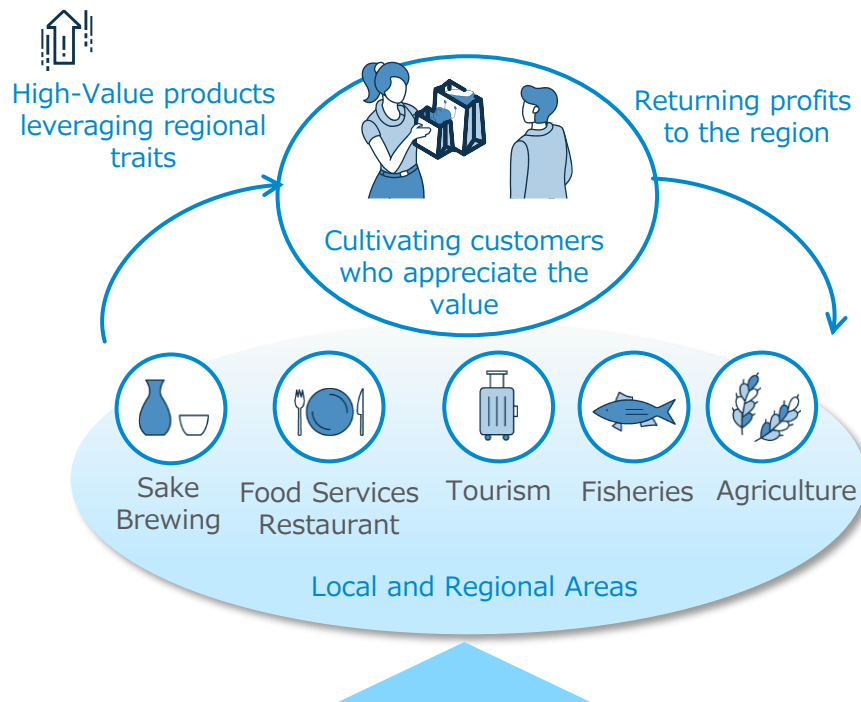 High-Value products
leveraging regional
traits
Returning profits
to the region
Cultivating customers
who appreciate the
value
Sake
Brewing
Food Services
Restaurant
Tourism
Fisheries
Agriculture
Local and Regional Areas